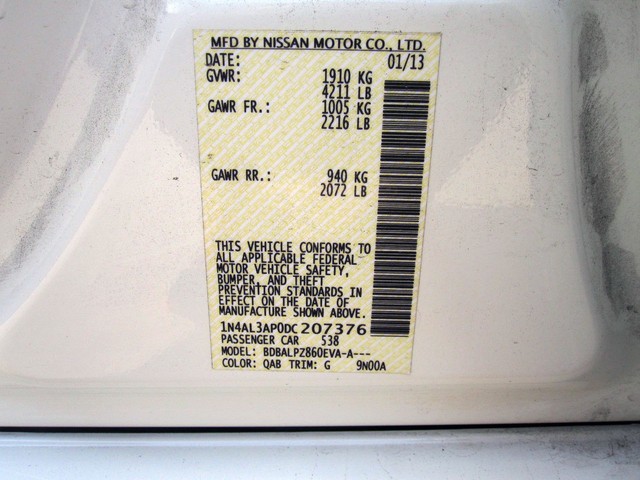 MFD BY NISSAN MOTOR CO., LTD.
DATE: 01/13
GVWR: 1910 KG
4211 LB
GAWR FR.: 1005 KG
2216 LB
GAWR RR.: 940 KG
2072 LB
THIS VEHICLE CONFORMS TO
ALL APPLICABLE FEDERAL
MOTOR VEHICLE SAFETY,
BUMPER, AND THEFT
PREVENTION STANDARDS IN
EFFECT ON THE DATE OF
MANUFACTURE SHOWN ABOVE.
1N4AL3AP0DC207376
PASSENGER CAR 538
MODEL: BDBALPZ860EVA-A---
COLOR: QAB TRIM: G 9N00A